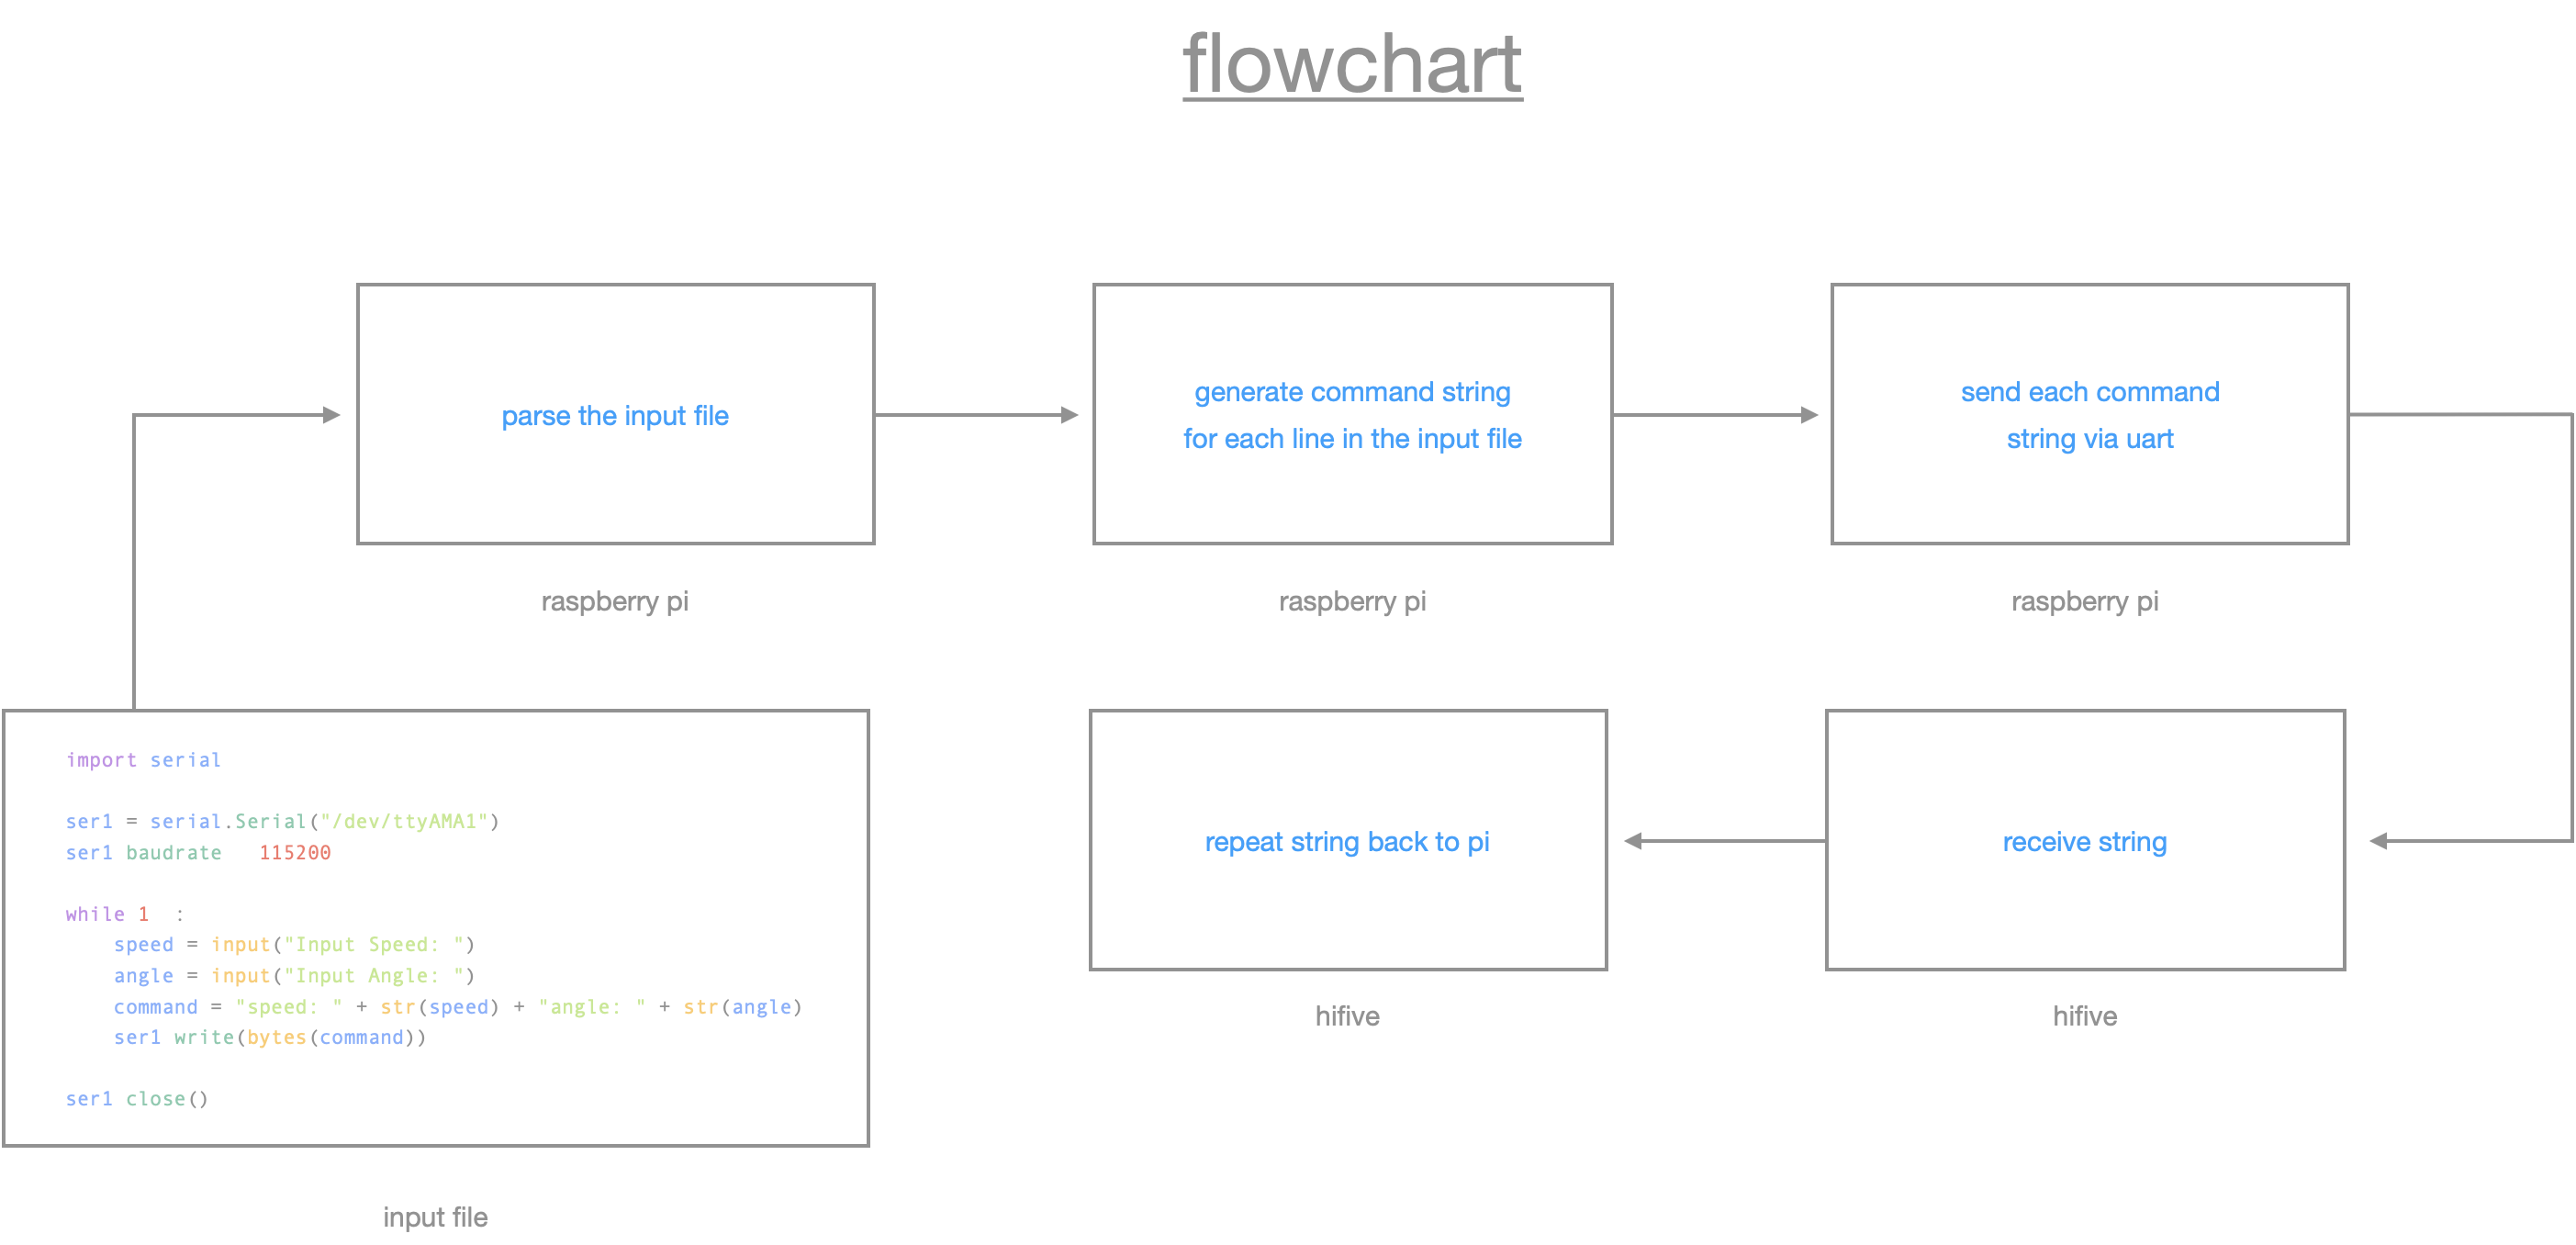 flowchart
parse the input file
generate command string
for each line in the input file
send each command
string via uart
raspberry pi
raspberry pi
raspberry pi
import serial
ser1 = serial.Serial("/dev/ttyAMA1")
ser1 baudrate   115200
while 1  :
    speed = input("Input Speed: ")
    angle = input("Input Angle: ")
    command = "speed: " + str(speed) + "angle: " + str(angle)
    ser1 write(bytes(command))
ser1 close()
input file
repeat string back to pi
receive string
hifive
hifive